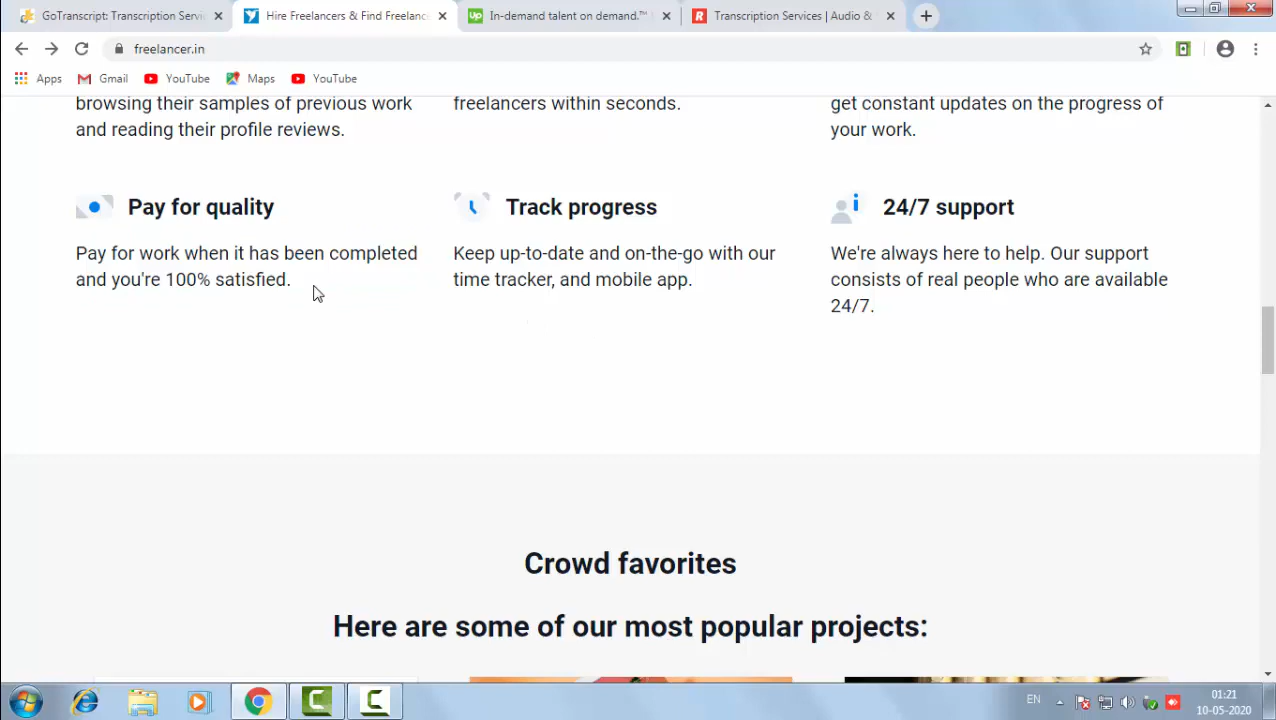 GoTranscript: Transcription Servi
Hire Freelancers & Find Freelanc
Up
In-demand talent on demand.™
R
Transcription Services | Audio &
freelancer.in
Apps
Gmail
YouTube
Maps
YouTube
browsing their samples of previous work
and reading their profile reviews.
freelancers within seconds.
get constant updates on the progress of
your work.
Pay for quality
Pay for work when it has been completed
and you're 100% satisfied.
Track progress
Keep up-to-date and on-the-go with our
time tracker, and mobile app.
24/7 support
We're always here to help. Our support
consists of real people who are available
24/7.
Crowd favorites
Here are some of our most popular projects:
EN
01:21
10-05-2020